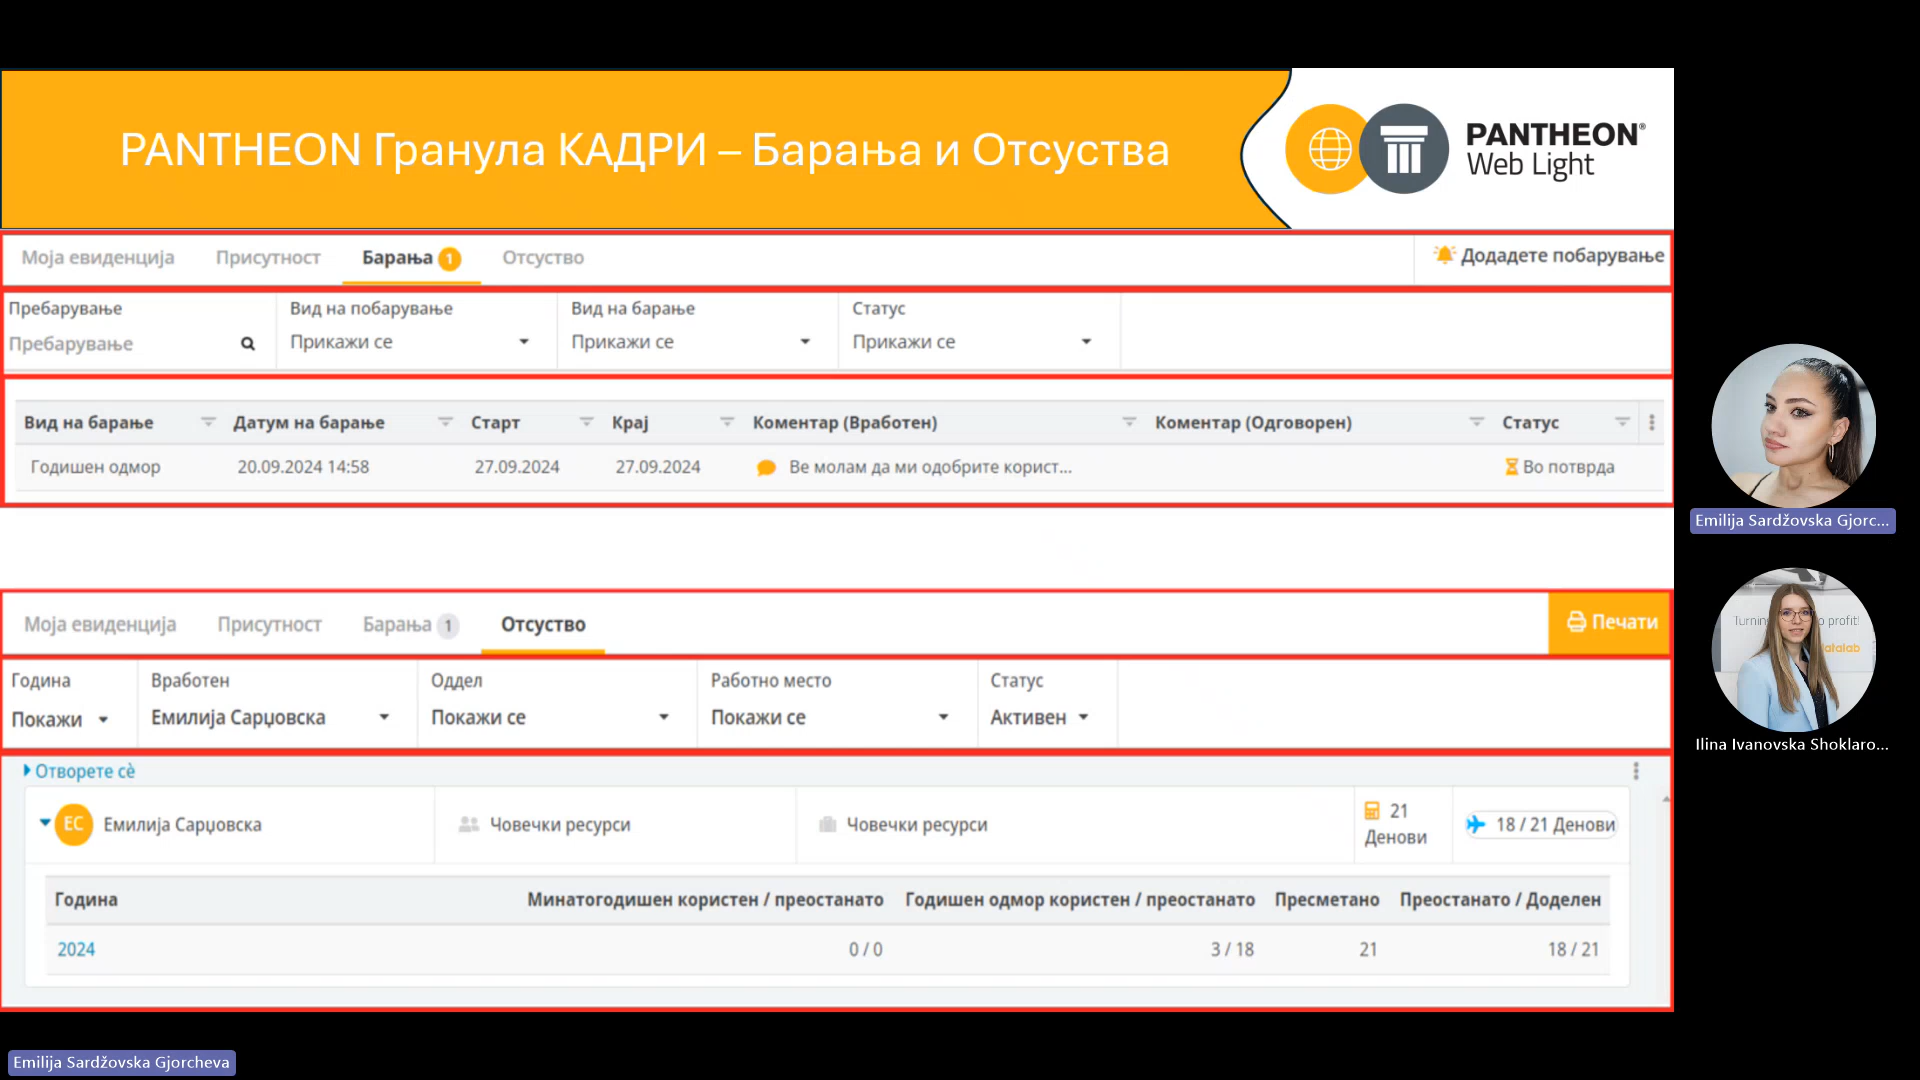 PANTHEON Гранула КАДРИ – Барања и Отсуства
PANTHEON®
Web Light
Моја евиденција Присутност Барања 1 Отсуство Додадете побарување
Пребарување Вид на побарување Вид на барање Статус
Пребарување Прикажи се Прикажи се Прикажи се
Вид на барање Датум на барање Старт Крај Коментар (Вработен) Коментар (Одговорен) Статус
Годишен одмор 20.09.2024 14:58 27.09.2024 27.09.2024 Ве молам да ми одобрите корист... Во потврда
Моја евиденција Присутност Барања 1 Отсуство Печати
Година Вработен Оддел Работно место Статус
Покажи Емилија Сарџовска Покажи се Покажи се Активен
Отворете сѐ
ЕС Емилија Сарџовска Човечки ресурси Човечки ресурси 21 Денови 18 / 21 Денови
Година Минатогодишен користен / преостанато Годишен одмор користен / преостанато Пресметано Преостанато / Доделен
2024 0 / 0 3 / 18 21 18 / 21
Emilija Sardžovska Gjorc...
Turnin o profit!
atalab
Ilina Ivanovska Shoklaro...
Emilija Sardžovska Gjorcheva